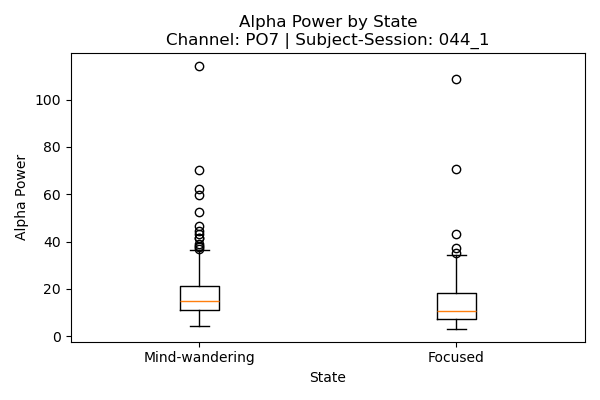 Alpha Power by State
Channel: PO7 | Subject-Session: 044_1
Alpha Power
100
80
60
40
20
0
Mind-wandering
Focused
State